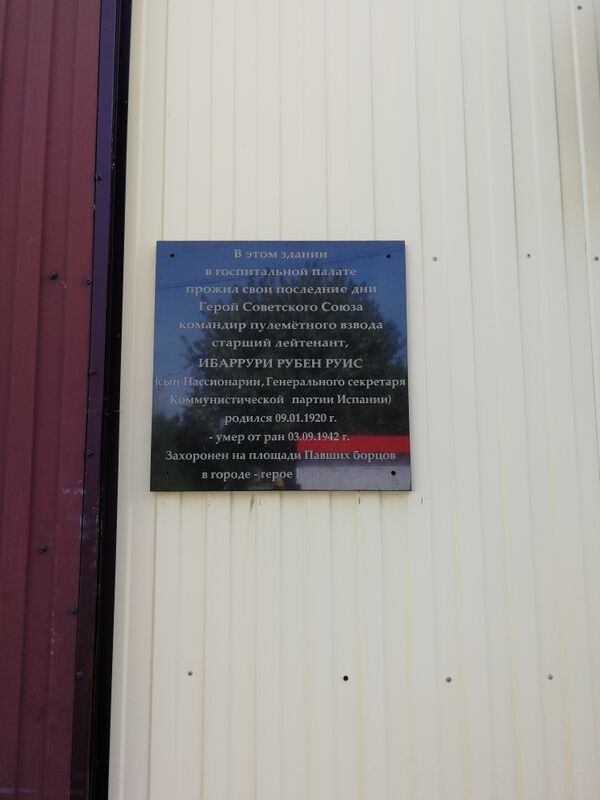 В этом здании
в госпитальной палате
прожил свои последние дни
Герой Советского Союза
командир пулемётного взвода
старший лейтенант,
ИБАРРУРИ РУБЕН РУИС
(сын Пассионарии, Генерального секретаря
Коммунистической партии Испании)
родился 09.01.1920 г.
- умер от ран 03.09.1942 г.
Захоронен на площади Павших борцов
в городе - герое